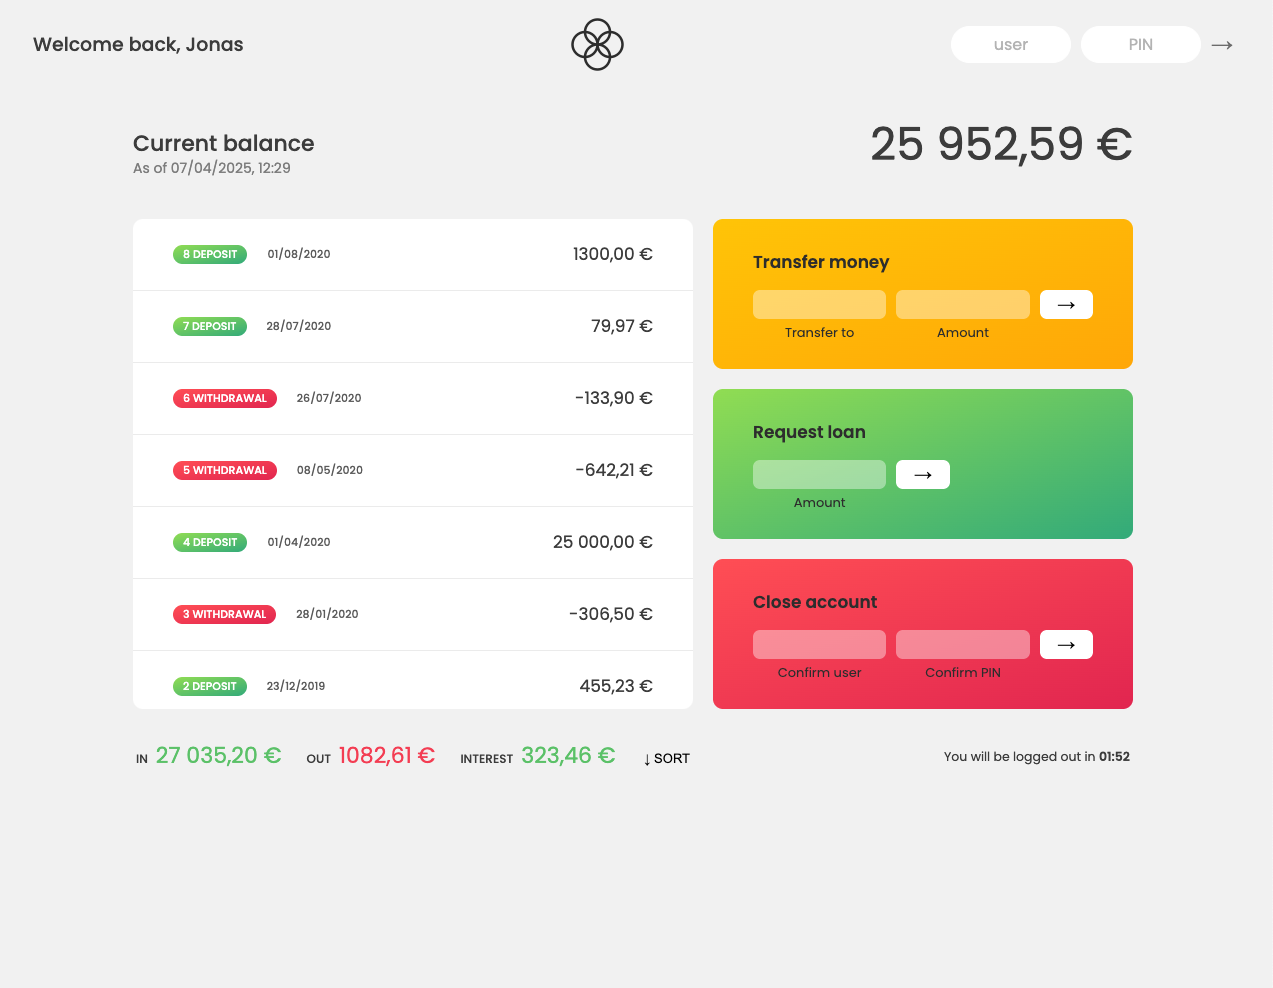 Welcome back, Jonas
user
PIN
→
Current balance
As of 07/04/2025, 12:29
25 952,59 €
8 DEPOSIT 01/08/2020 1300,00 €
7 DEPOSIT 28/07/2020 79,97 €
6 WITHDRAWAL 26/07/2020 -133,90 €
5 WITHDRAWAL 08/05/2020 -642,21 €
4 DEPOSIT 01/04/2020 25 000,00 €
3 WITHDRAWAL 28/01/2020 -306,50 €
2 DEPOSIT 23/12/2019 455,23 €
Transfer money
→
Transfer to Amount
Request loan
→
Amount
Close account
→
Confirm user Confirm PIN
IN 27 035,20 € OUT 1082,61 € INTEREST 323,46 € ↓ SORT
You will be logged out in 01:52